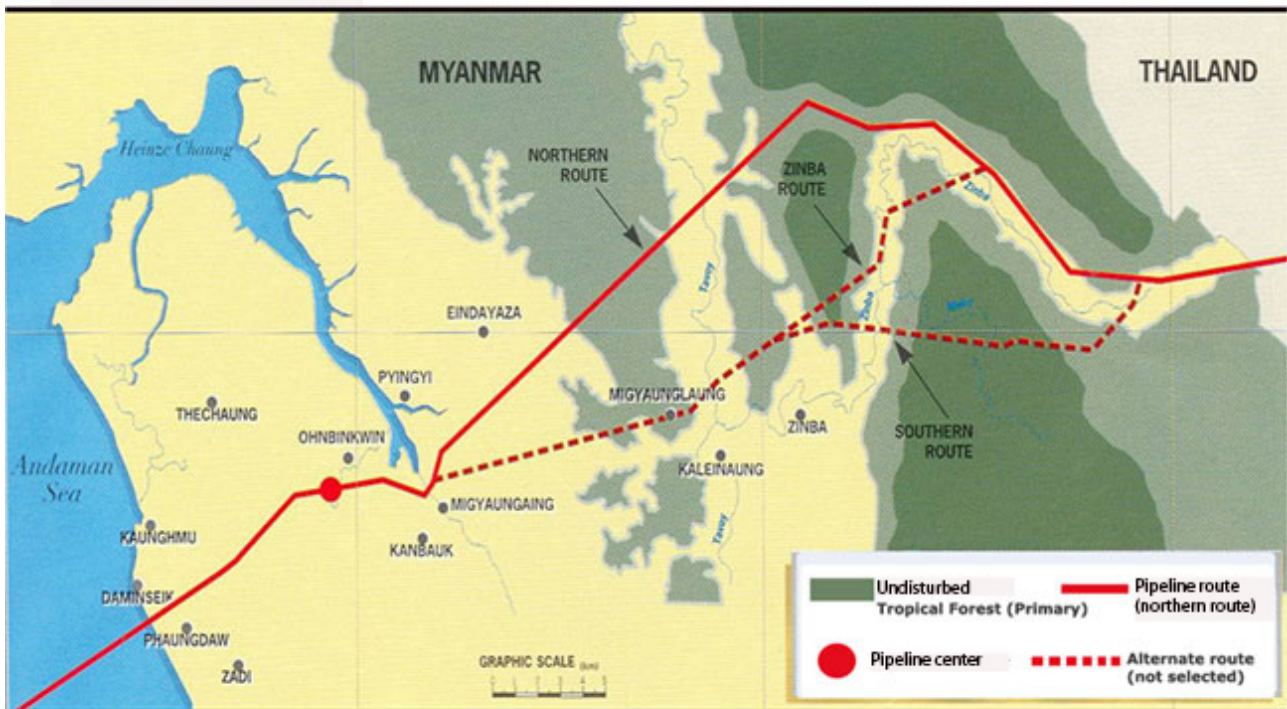 MYANMAR
THAILAND
Heinze Chaung
NORTHERN
ROUTE
ZINBA
ROUTE
Zinba
Tavoy
EINDAYAZA
Zinba
PYINGYI
THECHAUNG
MIGYAUNGLAUNG
OHNBINKWIN
ZINBA
SOUTHERN
ROUTE
Andaman
Sea
KALEINAUNG
MIGYAUNGAING
KAUNGHMU
KANBAUK
Tavoy
DAMINSEIK
PHAUNGDAW
ZADI
GRAPHIC SCALE (km)
Undisturbed
Tropical Forest (Primary)
Pipeline route
(northern route)
Pipeline center
Alternate route
(not selected)